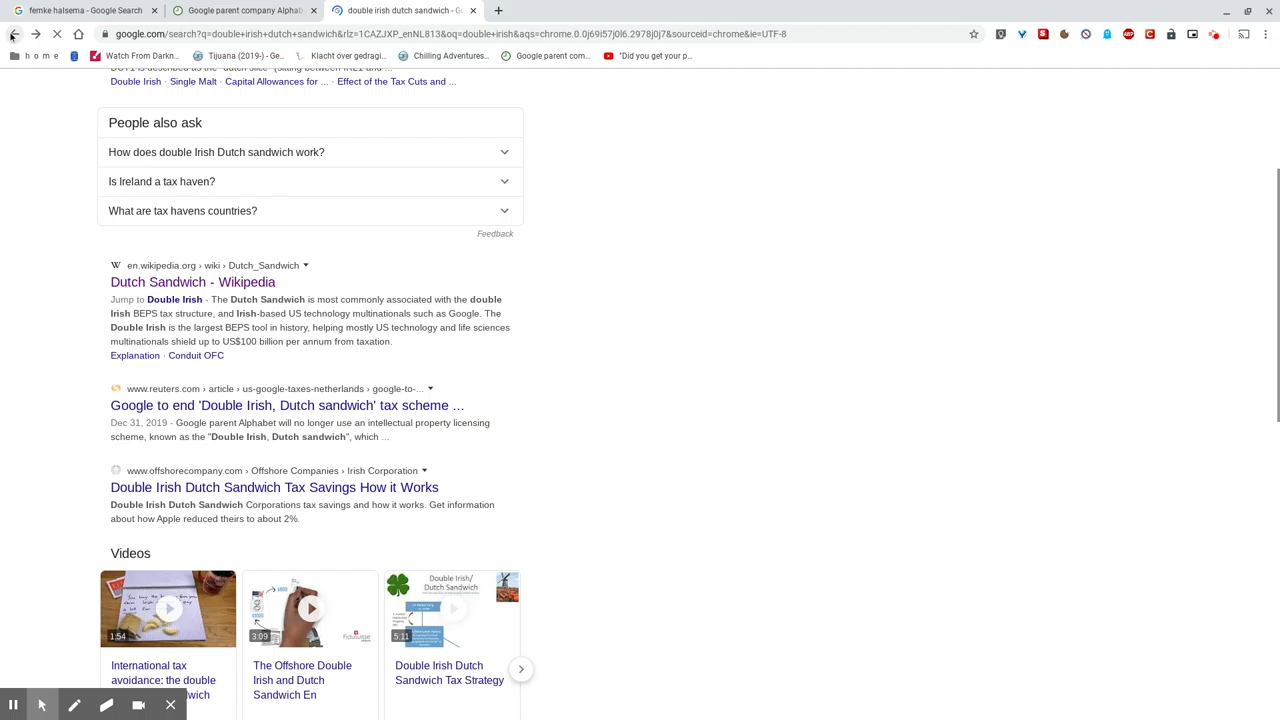 femke halsema - Google Search
Google parent company Alphab
double irish dutch sandwich - Go
google.com/search?q=double+irish+dutch+sandwich&rlz=1CAZJXP_enNL813&oq=double+irish&aqs=chrome.0.0j69i57j0l6.2978j0j7&sourceid=chrome&ie=UTF-8
h o m e
Watch From Darkn...
Tijuana (2019-) - Ge...
Klacht over gedragi...
Chilling Adventures...
Google parent com...
"Did you get your p...
Double Irish · Single Malt · Capital Allowances for ... · Effect of the Tax Cuts and ...
People also ask
How does double Irish Dutch sandwich work?
Is Ireland a tax haven?
What are tax havens countries?
Feedback
W en.wikipedia.org › wiki › Dutch_Sandwich
Dutch Sandwich - Wikipedia
Jump to Double Irish - The Dutch Sandwich is most commonly associated with the double
Irish BEPS tax structure, and Irish-based US technology multinationals such as Google. The
Double Irish is the largest BEPS tool in history, helping mostly US technology and life sciences
multinationals shield up to US$100 billion per annum from taxation.
Explanation · Conduit OFC
www.reuters.com › article › us-google-taxes-netherlands › google-to-...
Google to end 'Double Irish, Dutch sandwich' tax scheme ...
Dec 31, 2019 - Google parent Alphabet will no longer use an intellectual property licensing
scheme, known as the "Double Irish, Dutch sandwich", which ...
www.offshorecompany.com › Offshore Companies › Irish Corporation
Double Irish Dutch Sandwich Tax Savings How it Works
Double Irish Dutch Sandwich Corporations tax savings and how it works. Get information
about how Apple reduced theirs to about 2%.
Videos
1:54
3:09
Double Irish/
Dutch Sandwich
5:11
International tax
avoidance: the double
wich
The Offshore Double
Irish and Dutch
Sandwich En
Double Irish Dutch
Sandwich Tax Strategy